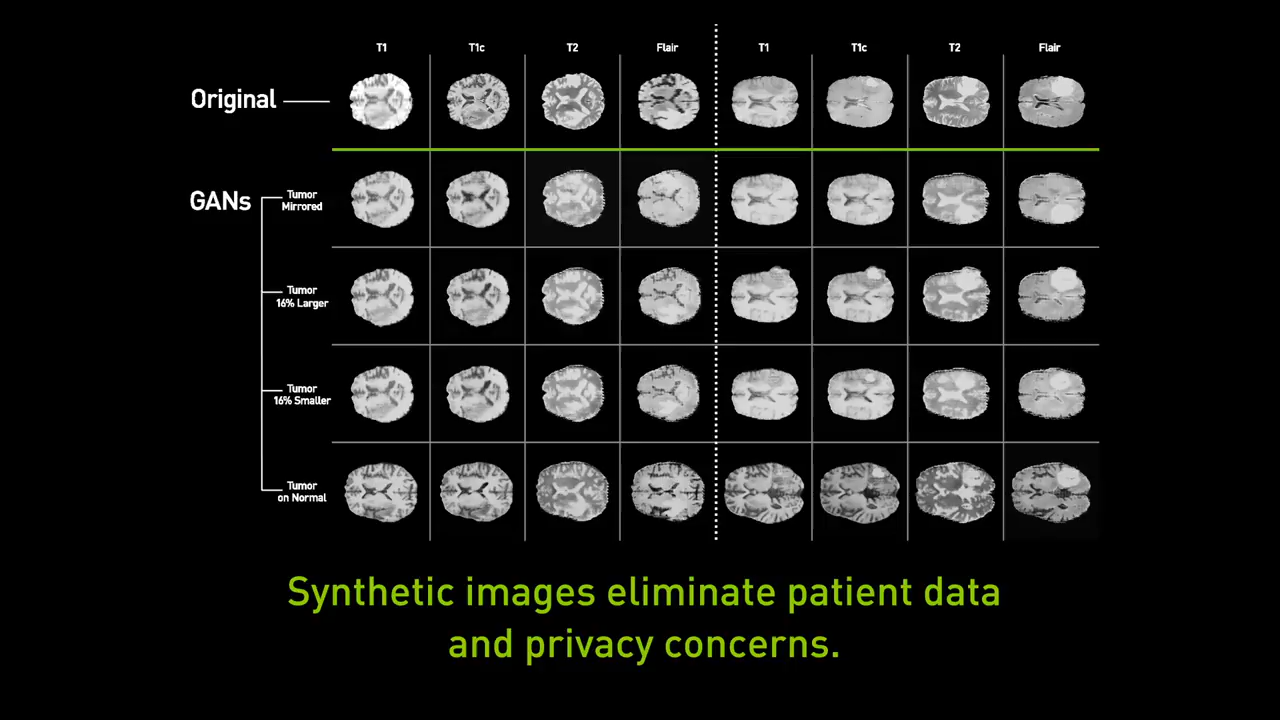 T1 T1c T2 Flair T1 T1c T2 Flair
Original
GANs
Tumor
Mirrored
Tumor
16% Larger
Tumor
16% Smaller
Tumor
on Normal
Synthetic images eliminate patient data
and privacy concerns.